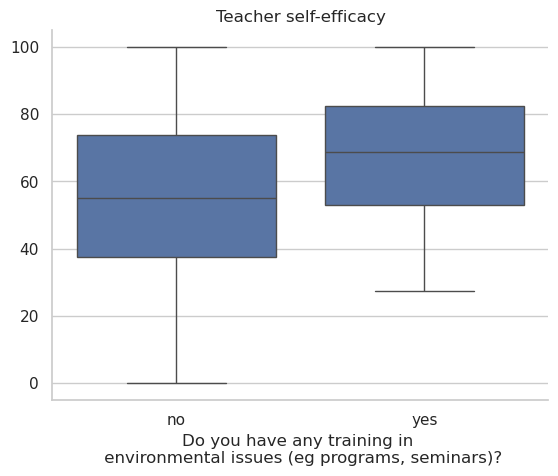 Teacher self-efficacy
100
80
60
40
20
0
no yes
Do you have any training in
environmental issues (eg programs, seminars)?